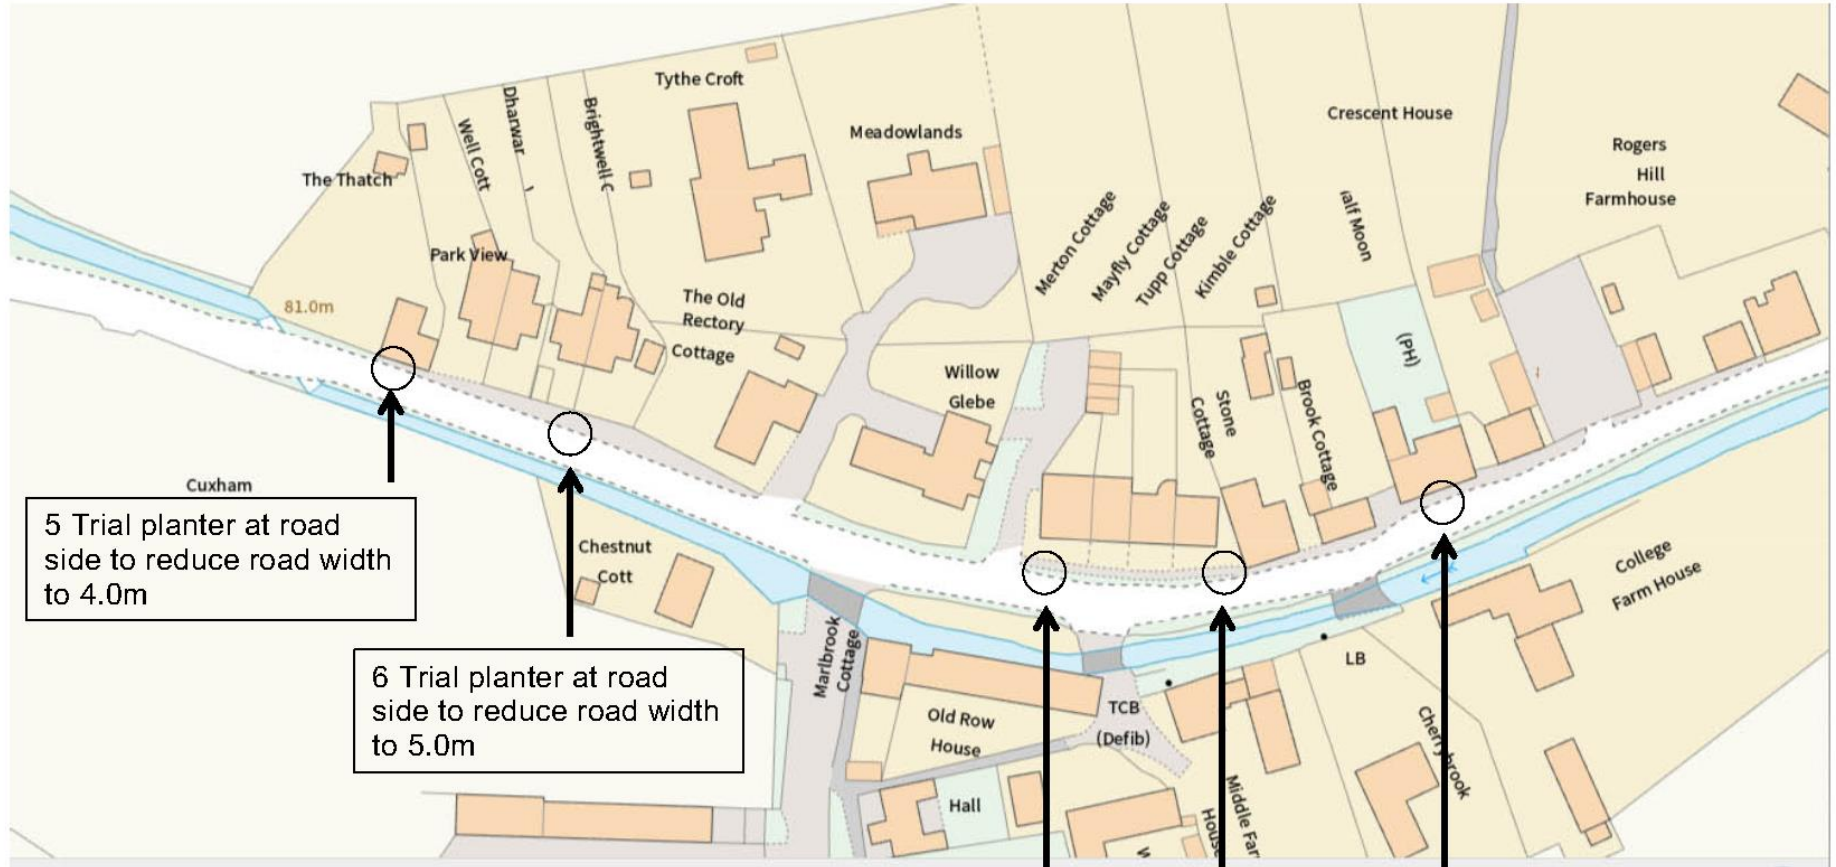 Tythe Croft
Crescent House
Meadowlands
Rogers
Hill
Farmhouse
Dharwar
Brightwell C
Well Cott
The Thatch
Park View
81.0m
The Old
Rectory
Cottage
Merton Cottage
Mayfly Cottage
Tupp Cottage
Kimble Cottage
alf Moon
(PH)
Willow
Glebe
Stone
Cottage
Brook Cottage
Cuxham
5 Trial planter at road
side to reduce road width
to 4.0m
6 Trial planter at road
side to reduce road width
to 5.0m
Chestnut
Cott
Marlbrook
Cottage
College
Farm House
LB
Old Row
House
TCB
(Defib)
Cherrybrook
Hall
Middle Far
House
W